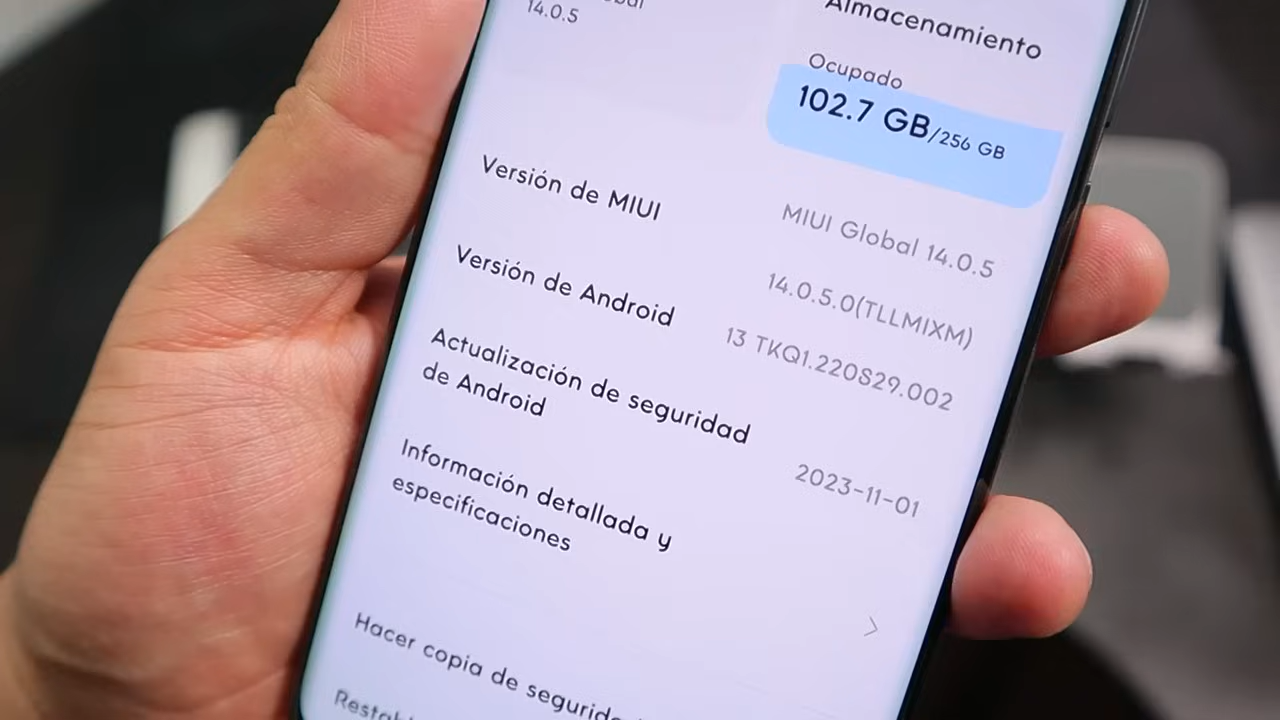 14.0.5
Almacenamiento
Ocupado
102.7 GB/256 GB
Versión de MIUI
MIUI Global 14.0.5
14.0.5.0(TLLMIXM)
Versión de Android
13 TKQ1.220829.002
Actualización de seguridad
de Android
2023-11-01
Información detallada y
especificaciones
Hacer copia de